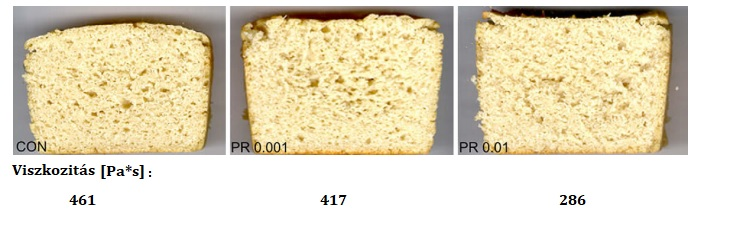 CON PR 0.001 PR 0.01
Viszkozitás [Pa*s] :
461 417 286